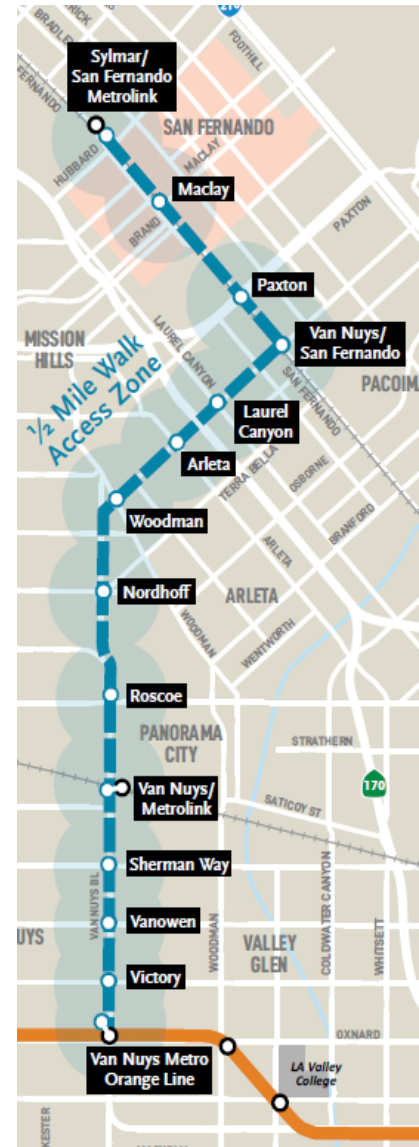 210
FOOTHILL
BRADLEY
Sylmar/
San Fernando
Metrolink
FERNANDO
SAN FERNANDO
HUBBARD
MACLAY
Maclay
BRAND
PAXTON
Paxton
MISSION
HILLS
LAUREL CANYON
Van Nuys/
San Fernando
SAN FERNANDO
PACOIMA
½ Mile Walk
Access Zone
Laurel
Canyon
Arleta
TERRA BELLA
OSBORNE
BRANFORD
Woodman
ARLETA
Nordhoff
ARLETA
WOODMAN
WENTWORTH
Roscoe
PANORAMA
CITY
STRATHERN
Van Nuys/
Metrolink
170
SATICOY ST
Sherman Way
VAN NUYS BL
Vanowen
WOODMAN
COLDWATER CANYON
WHITSETT
UYS
VALLEY
GLEN
Victory
OXNARD
Van Nuys Metro
Orange Line
LA Valley
College
KESTER